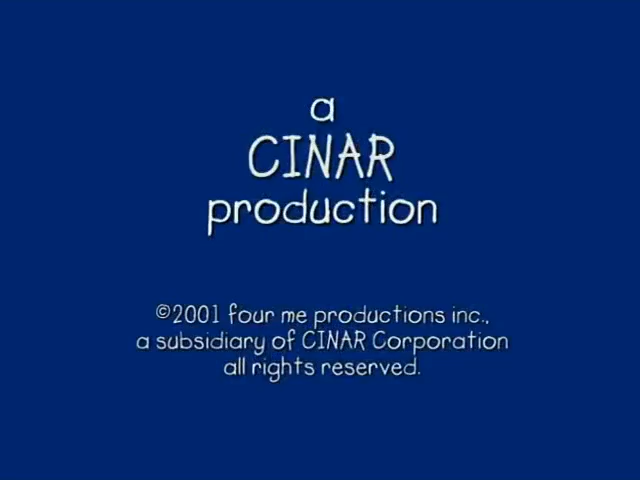 a
CINAR
production
©2001 four me productions inc.,
a subsidiary of CINAR Corporation
all rights reserved.